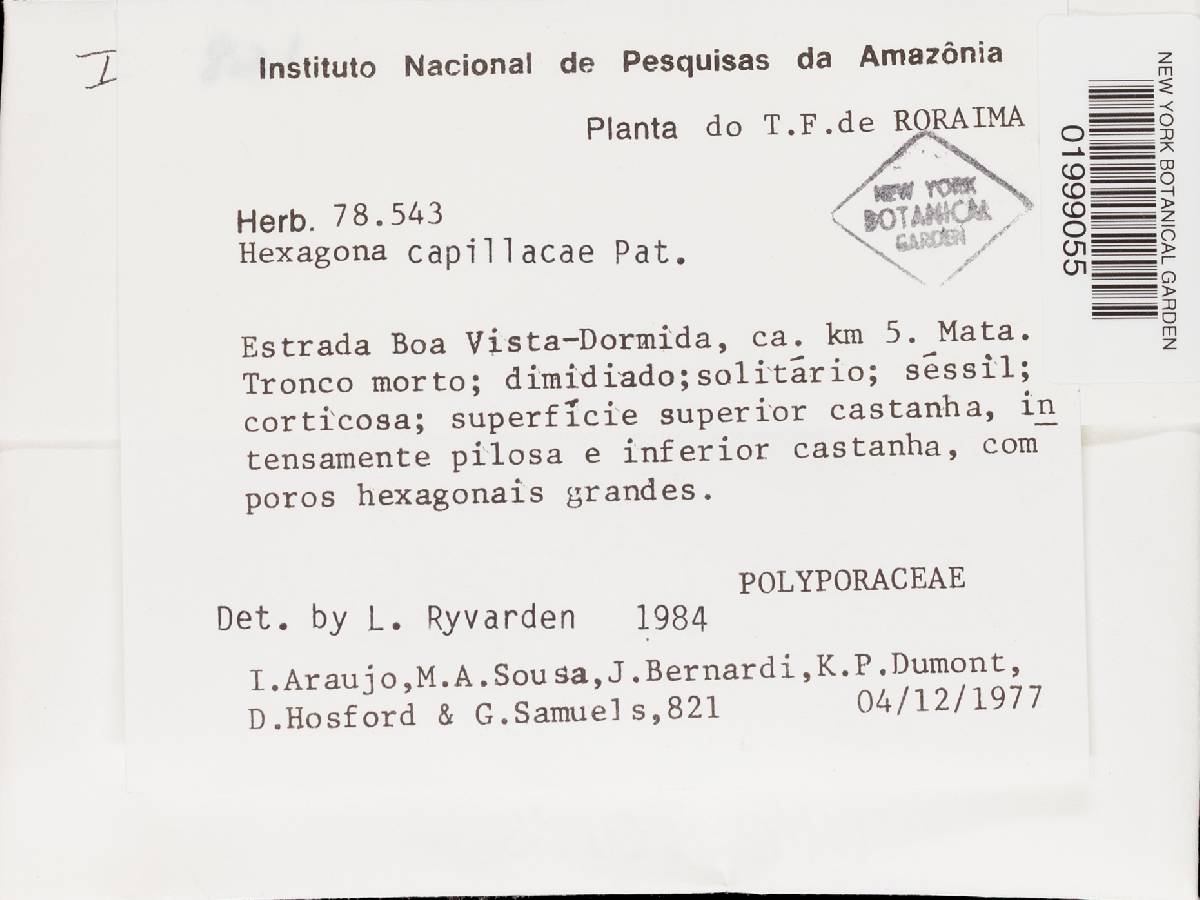 I
Instituto Nacional de Pesquisas da Amazônia
Planta do T.F.de RORAIMA
NEW YORK
BOTANICAL
GARDEN
Herb. 78.543
Hexagona capillacae Pat.
Estrada Boa Vista-Dormida, ca. km 5. Mata.
Tronco morto; dimidiado;solitário; séssil;
corticosa; superfície superior castanha, in
tensamente pilosa e inferior castanha, com
poros hexagonais grandes.
POLYPORACEAE
Det. by L. Ryvarden 1984
I.Araujo,M.A.Sousa,J.Bernardi,K.P.Dumont,
D.Hosford & G.Samuels,821 04/12/1977
01999055
NEW YORK BOTANICAL GARDEN